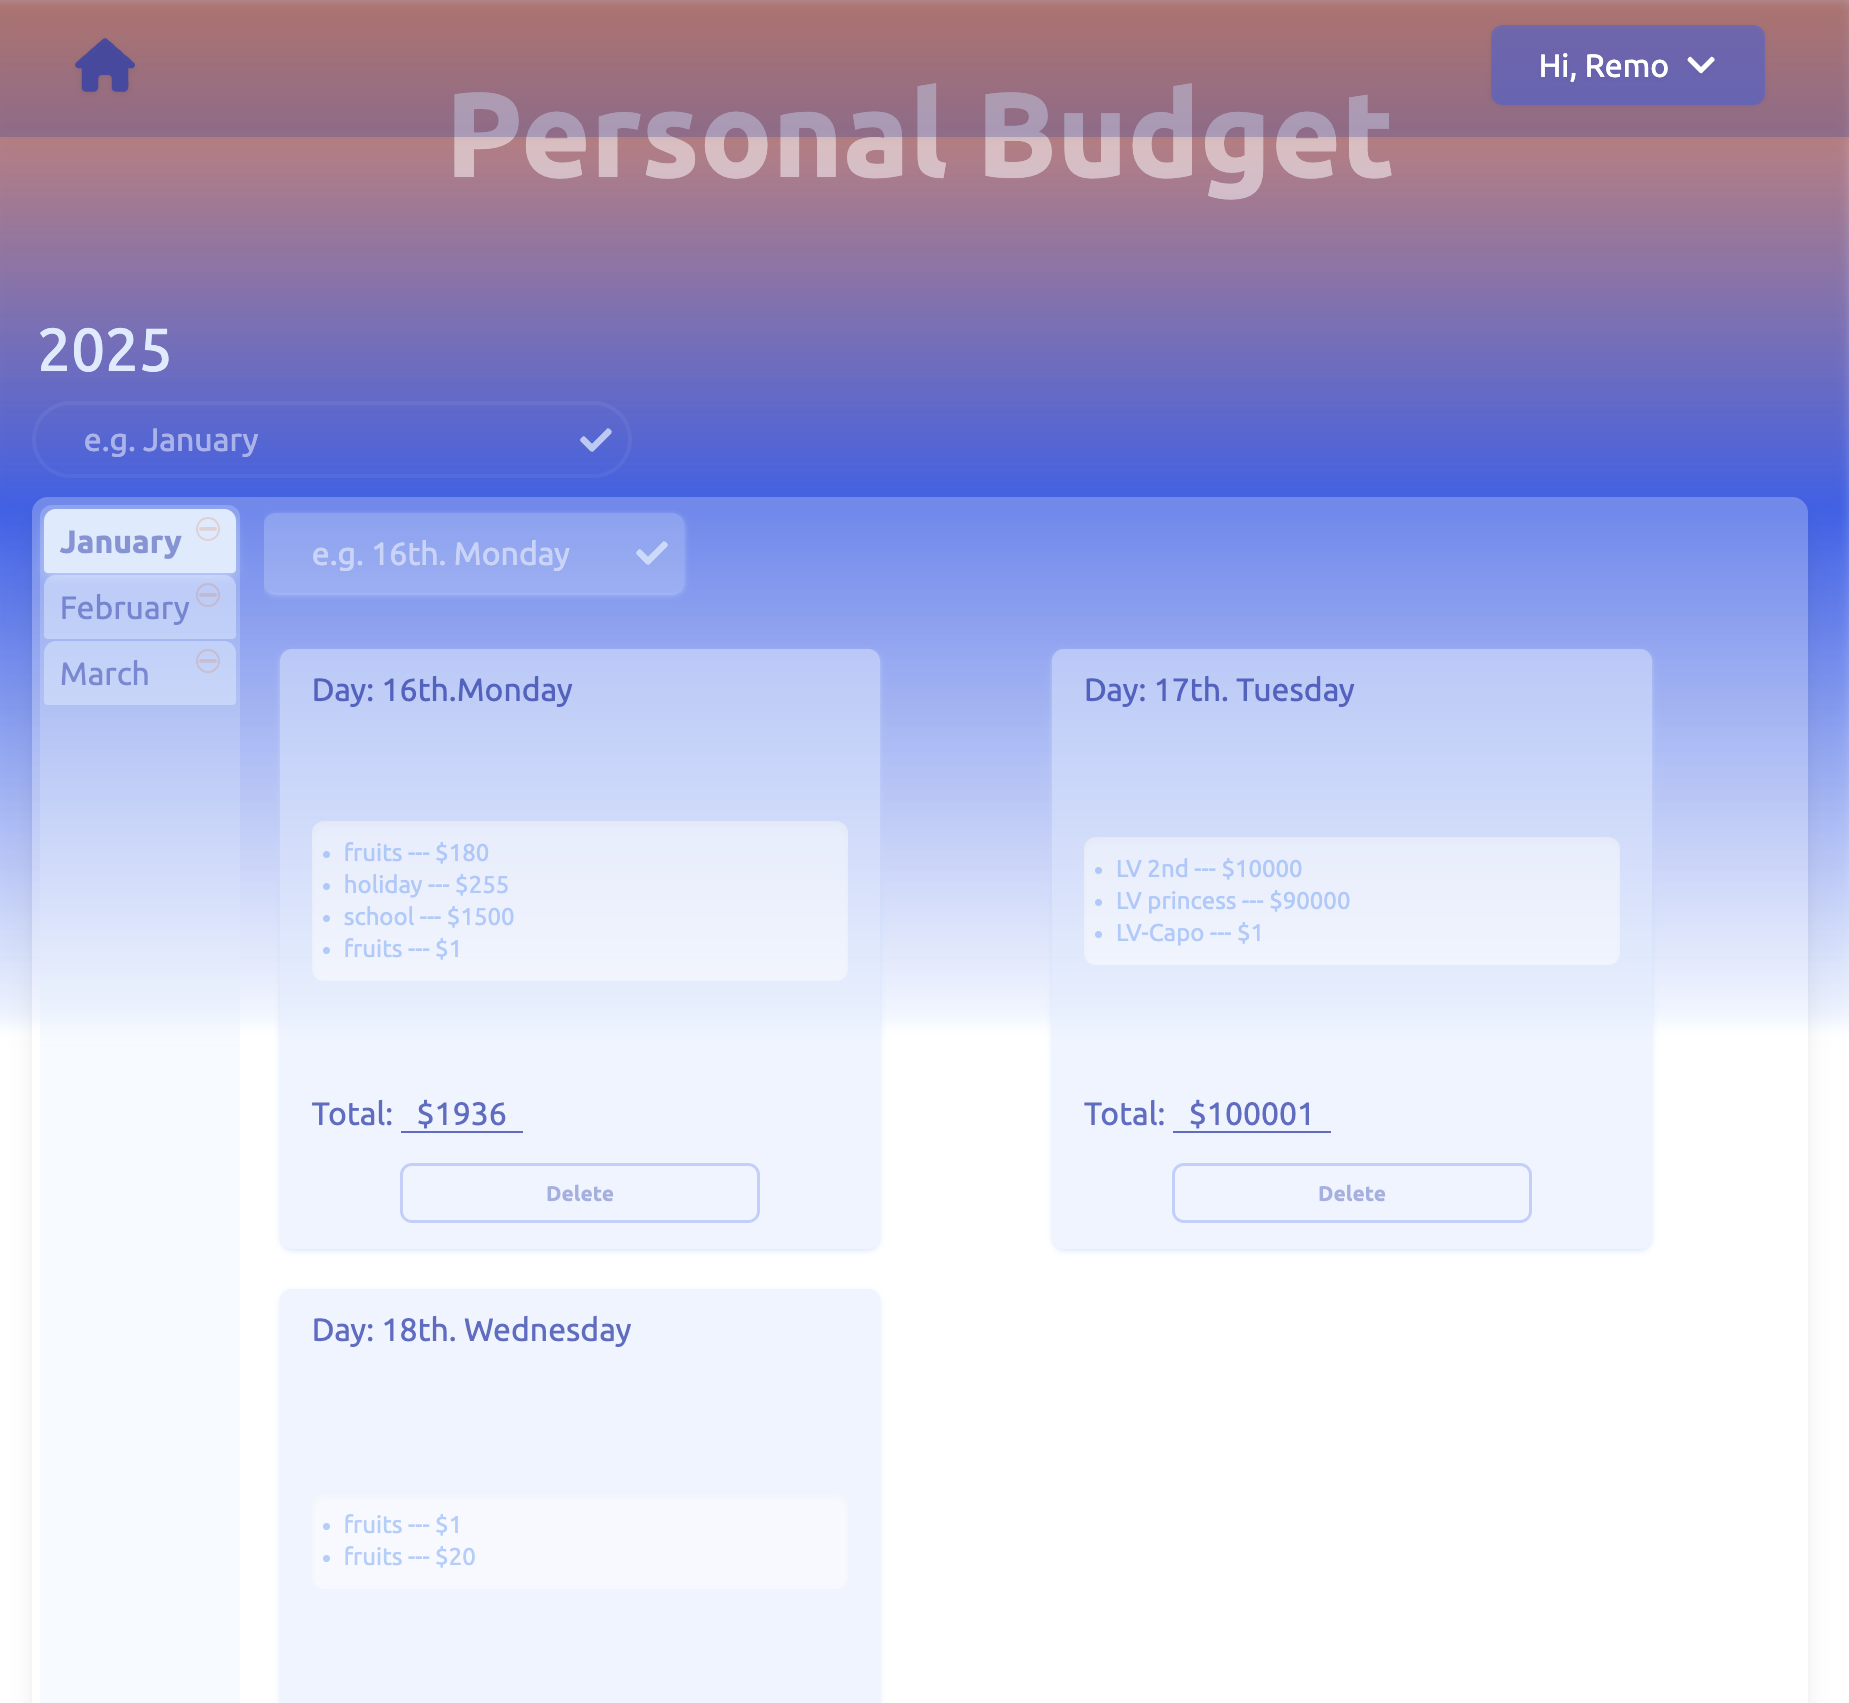 Hi, Remo
Personal Budget
2025
e.g. January
January
February
March
e.g. 16th. Monday
Day: 16th.Monday
fruits --- $180
holiday --- $255
school --- $1500
fruits --- $1
Total: $1936
Delete
Day: 17th. Tuesday
LV 2nd --- $10000
LV princess --- $90000
LV-Capo --- $1
Total: $100001
Delete
Day: 18th. Wednesday
fruits --- $1
fruits --- $20